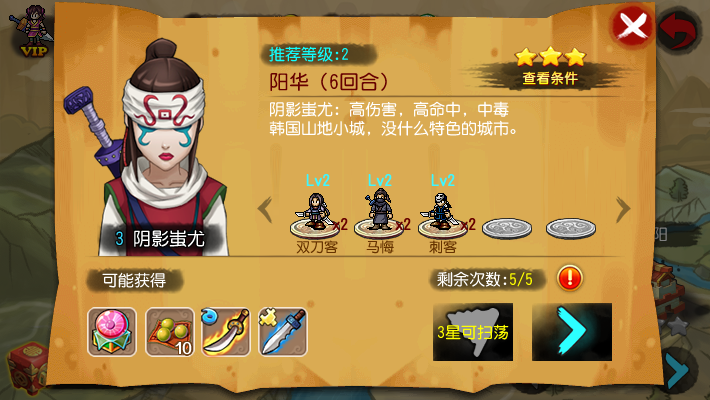 VIP
推荐等级:2
阳华（6回合）
查看条件
阴影蚩尤：高伤害，高命中，中毒
韩国山地小城，没什么特色的城市。
Lv2
Lv2
Lv2
x2
x2
x2
双刀客
马悔
刺客
3 阴影蚩尤
阳
可能获得
剩余次数:5/5
10
3星可扫荡